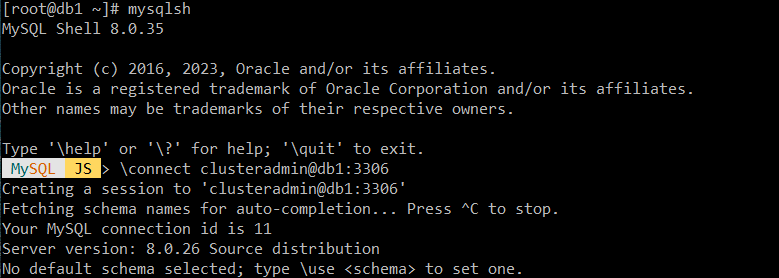 [root@db1 ~]# mysqlsh
MySQL Shell 8.0.35
Copyright (c) 2016, 2023, Oracle and/or its affiliates.
Oracle is a registered trademark of Oracle Corporation and/or its affiliates.
Other names may be trademarks of their respective owners.
Type '\help' or '\?' for help; '\quit' to exit.
MySQL JS > \connect clusteradmin@db1:3306
Creating a session to 'clusteradmin@db1:3306'
Fetching schema names for auto-completion... Press ^C to stop.
Your MySQL connection id is 11
Server version: 8.0.26 Source distribution
No default schema selected; type \use <schema> to set one.